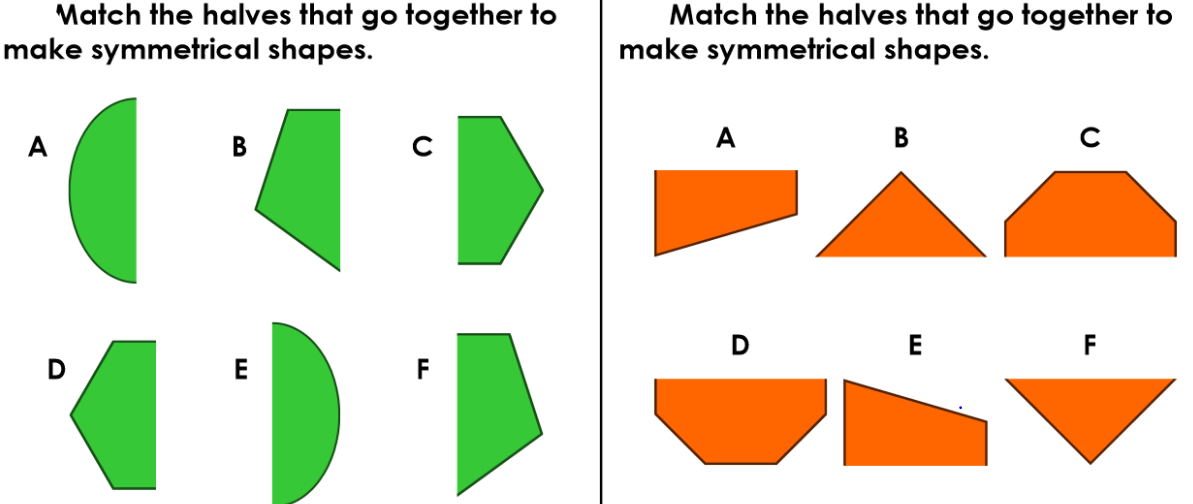 Match the halves that go together to
make symmetrical shapes.
A
B
C
D
E
F
Match the halves that go together to
make symmetrical shapes.
A
B
C
D
E
F